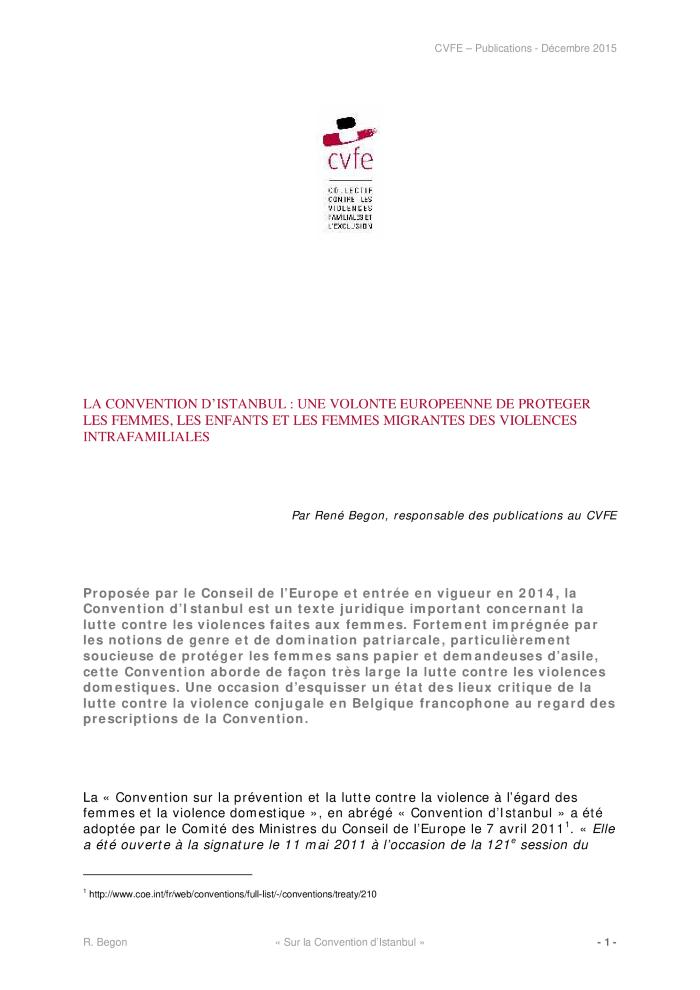 CVFE – Publications - Décembre 2015
cvfe
COLLECTIF
CONTRE LES
VIOLENCES
FAMILIALES ET
L'EXCLUSION
LA CONVENTION D’ISTANBUL : UNE VOLONTE EUROPEENNE DE PROTEGER
LES FEMMES, LES ENFANTS ET LES FEMMES MIGRANTES DES VIOLENCES
INTRAFAMILIALES
Par René Begon, responsable des publications au CVFE
Proposée par le Conseil de l’Europe et entrée en vigueur en 2014, la
Convention d’Istanbul est un texte juridique important concernant la
lutte contre les violences faites aux femmes. Fortement imprégnée par
les notions de genre et de domination patriarcale, particulièrement
soucieuse de protéger les femmes sans papier et demandeuses d’asile,
cette Convention aborde de façon très large la lutte contre les violences
domestiques. Une occasion d’esquisser un état des lieux critique de la
lutte contre la violence conjugale en Belgique francophone au regard des
prescriptions de la Convention.
La « Convention sur la prévention et la lutte contre la violence à l’égard des
femmes et la violence domestique », en abrégé « Convention d’Istanbul » a été
adoptée par le Comité des Ministres du Conseil de l’Europe le 7 avril 2011¹. « Elle
a été ouverte à la signature le 11 mai 2011 à l’occasion de la 121ᵉ session du
¹ http://www.coe.int/fr/web/conventions/full-list/-/conventions/treaty/210
R. Begon « Sur la Convention d’Istanbul » - 1 -